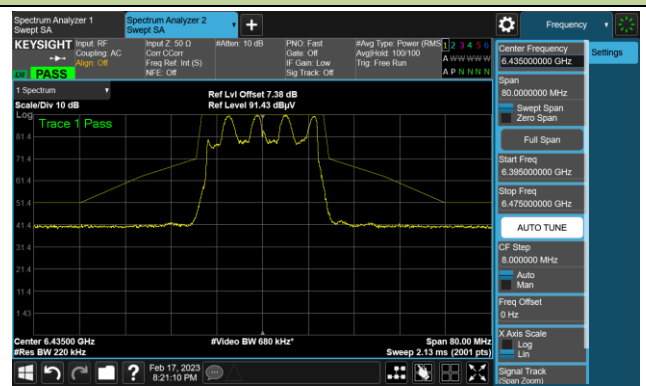 Spectrum Analyzer 1
Swept SA
Spectrum Analyzer 2
Swept SA
Frequency
KEYSIGHT
Input: RF
Coupling: AC
Align: Off
Input Z: 50 Ω
Corr CCorr
Freq Ref: Int (S)
NFE: Off
#Atten: 10 dB
PNO: Fast
Gate: Off
IF Gain: Low
Sig Track: Off
#Avg Type: Power (RMS
Avg|Hold: 100/100
Trig: Free Run
1 2 3 4 5 6
A W W W W W
A P N N N N
PASS
1 Spectrum
Scale/Div 10 dB
Ref Lvl Offset 7.38 dB
Ref Level 91.43 dBµV
Log
Trace 1 Pass
81.4
71.4
61.4
51.4
41.4
31.4
21.4
11.4
1.43
Center 6.43500 GHz
#Res BW 220 kHz
#Video BW 680 kHz*
Span 80.00 MHz
Sweep 2.13 ms (2001 pts)
Feb 17, 2023
8:21:10 PM
Center Frequency
6.435000000 GHz
Settings
Span
80.0000000 MHz
Swept Span
Zero Span
Full Span
Start Freq
6.395000000 GHz
Stop Freq
6.475000000 GHz
AUTO TUNE
CF Step
8.000000 MHz
Auto
Man
Freq Offset
0 Hz
X Axis Scale
Log
Lin
Signal Track
(Span Zoom)